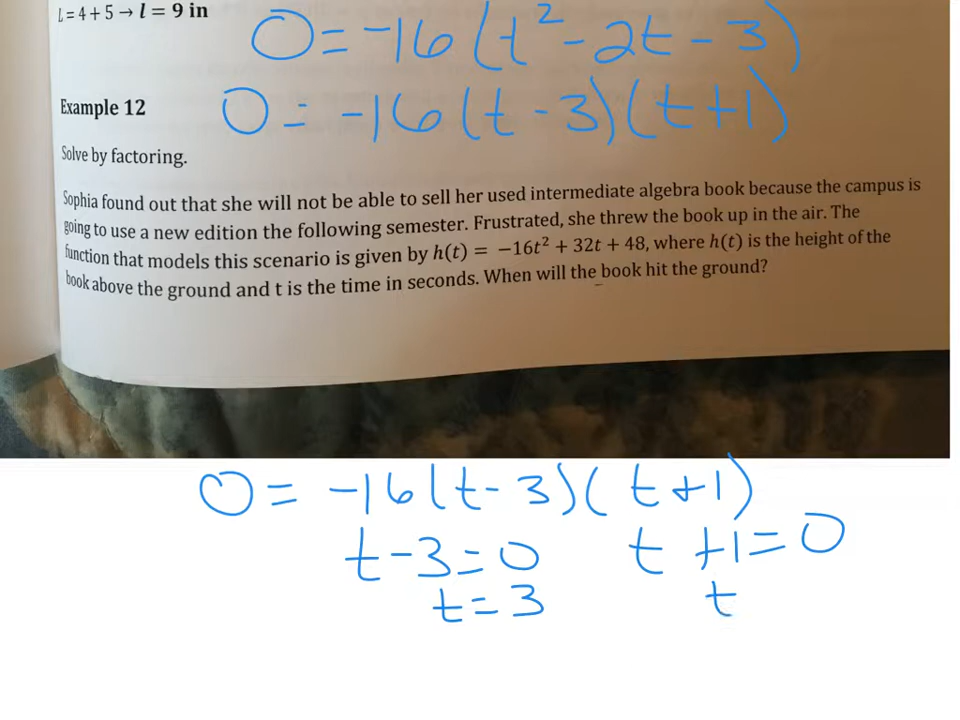 l = 4 + 5 → l = 9 in
0 = -16(t² - 2t - 3)
Example 12
0 = -16(t - 3)(t + 1)
Solve by factoring.
Sophia found out that she will not be able to sell her used intermediate algebra book because the campus is
going to use a new edition the following semester. Frustrated, she threw the book up in the air. The
function that models this scenario is given by h(t) = −16t² + 32t + 48, where h(t) is the height of the
book above the ground and t is the time in seconds. When will the book hit the ground?
0 = -16(t-3)(t+1)
t-3=0 t+1=0
t=3 t